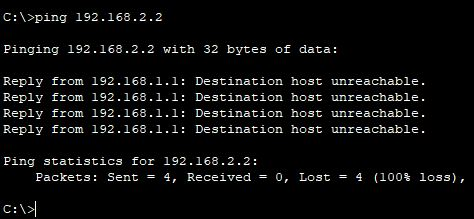 C:\>ping 192.168.2.2
Pinging 192.168.2.2 with 32 bytes of data:
Reply from 192.168.1.1: Destination host unreachable.
Reply from 192.168.1.1: Destination host unreachable.
Reply from 192.168.1.1: Destination host unreachable.
Reply from 192.168.1.1: Destination host unreachable.
Ping statistics for 192.168.2.2:
    Packets: Sent = 4, Received = 0, Lost = 4 (100% loss),
C:\>